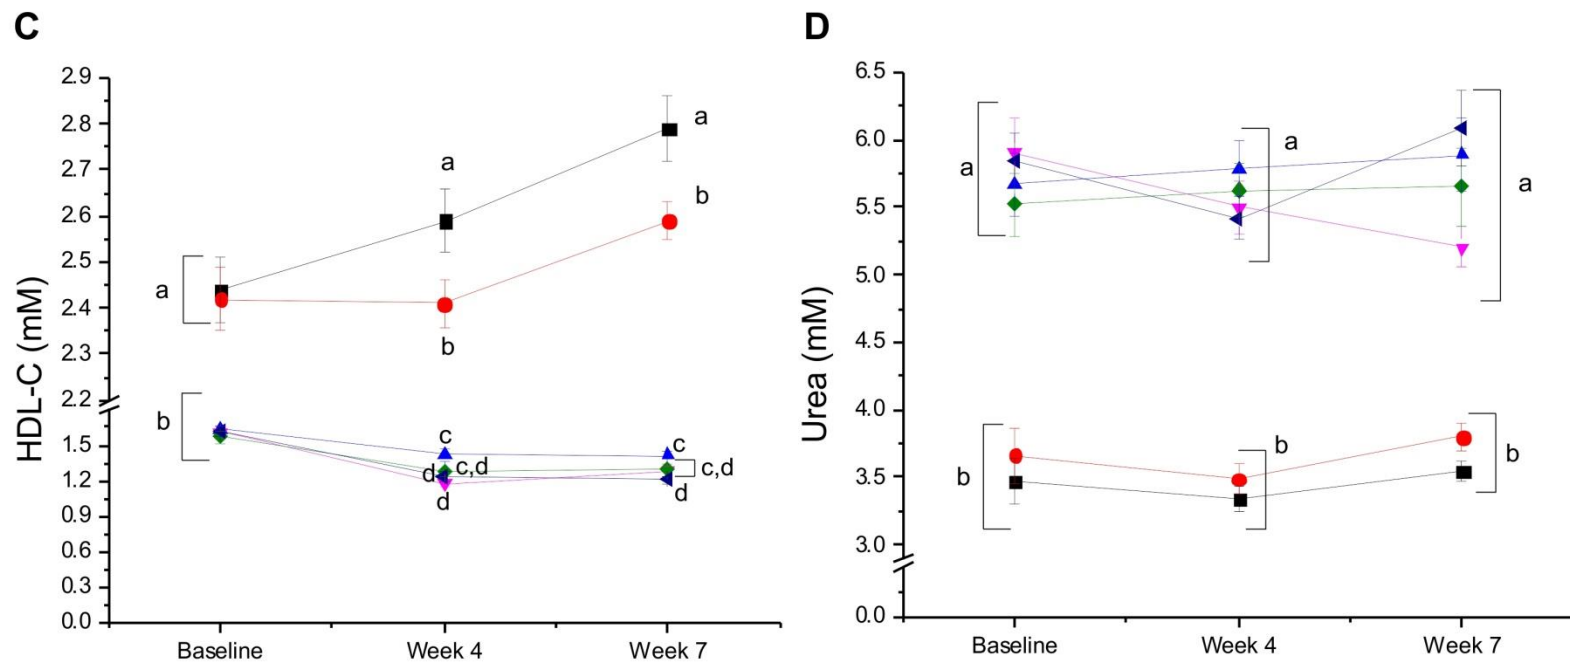 C
HDL-C (mM)
2.9
2.8
2.7
2.6
2.5
2.4
2.3
2.2
1.5
1.2
0.9
0.6
0.3
0.0
a
a
a
b
b
b
c
c,d
d
d
c
c,d
d
Baseline Week 4 Week 7
D
Urea (mM)
6.5
6.0
5.5
5.0
4.5
4.0
3.5
3.0
0.0
a
a
a
b
b
b
Baseline Week 4 Week 7